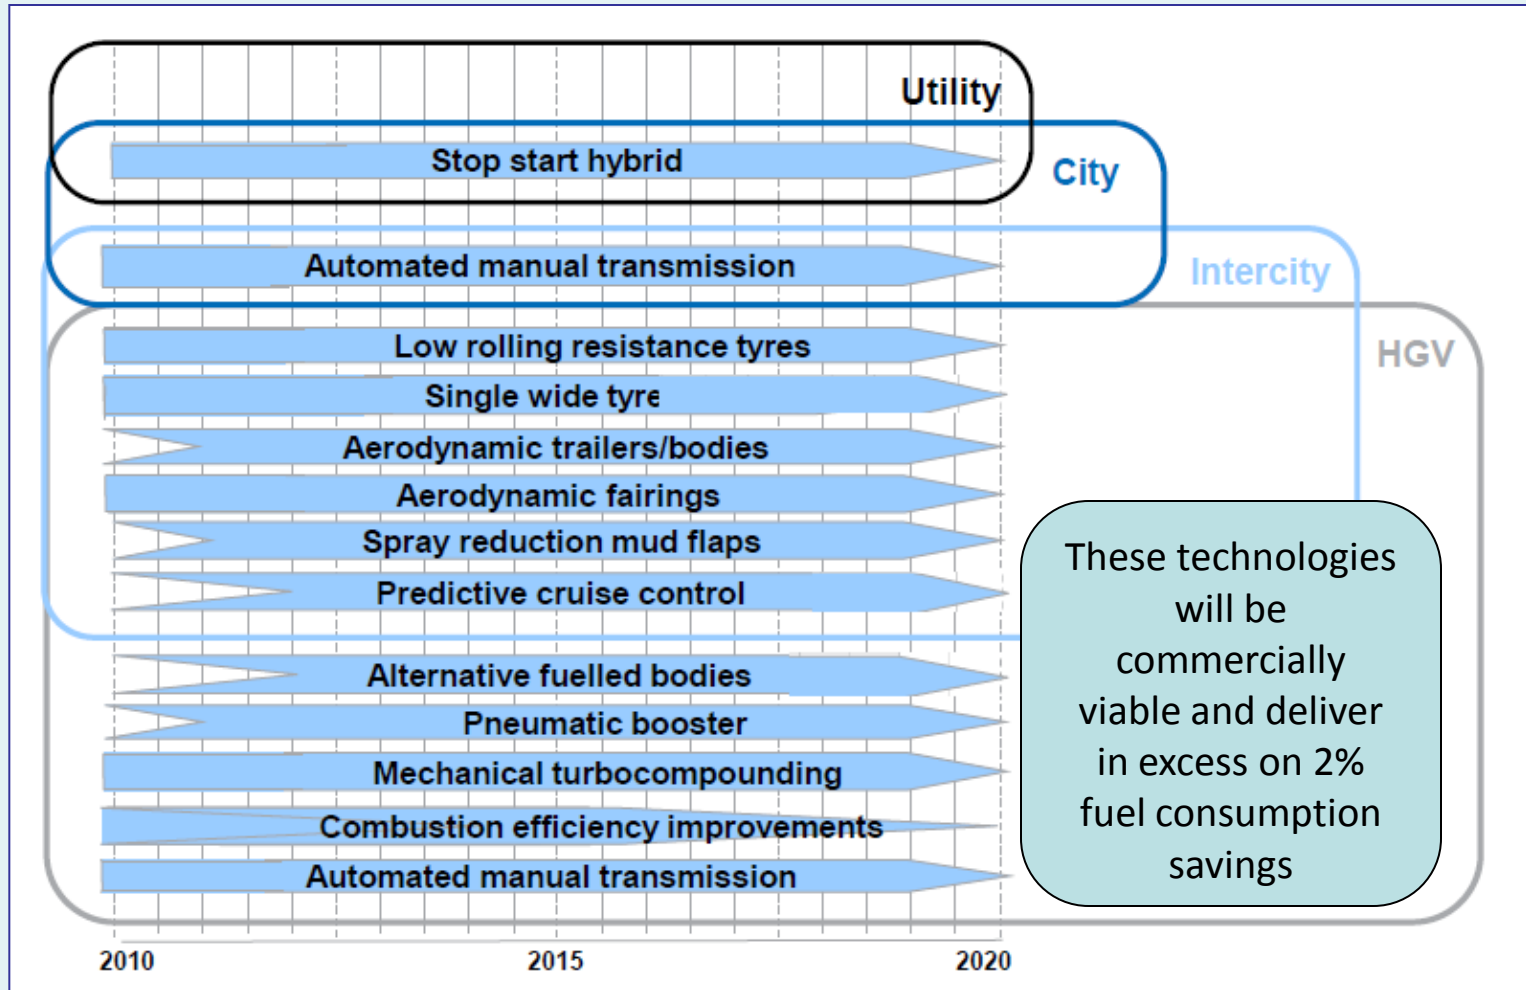 Utility
Stop start hybrid
City
Automated manual transmission
Intercity
Low rolling resistance tyres
HGV
Single wide tyre
Aerodynamic trailers/bodies
Aerodynamic fairings
Spray reduction mud flaps
Predictive cruise control
Alternative fuelled bodies
Pneumatic booster
Mechanical turbocompounding
Combustion efficiency improvements
Automated manual transmission
These technologies
will be
commercially
viable and deliver
in excess on 2%
fuel consumption
savings
2010
2015
2020